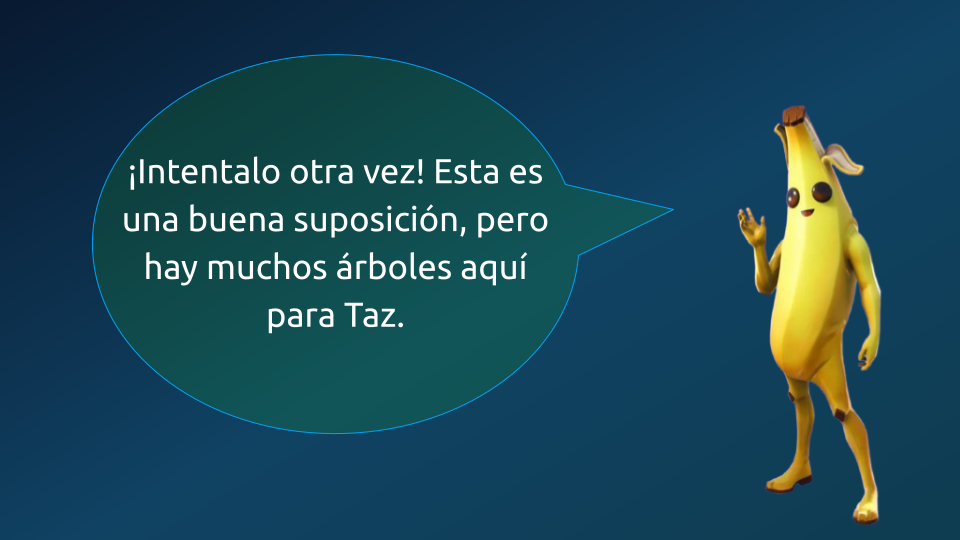 ¡Intentalo otra vez! Esta es
una buena suposición, pero
hay muchos árboles aquí
para Taz.